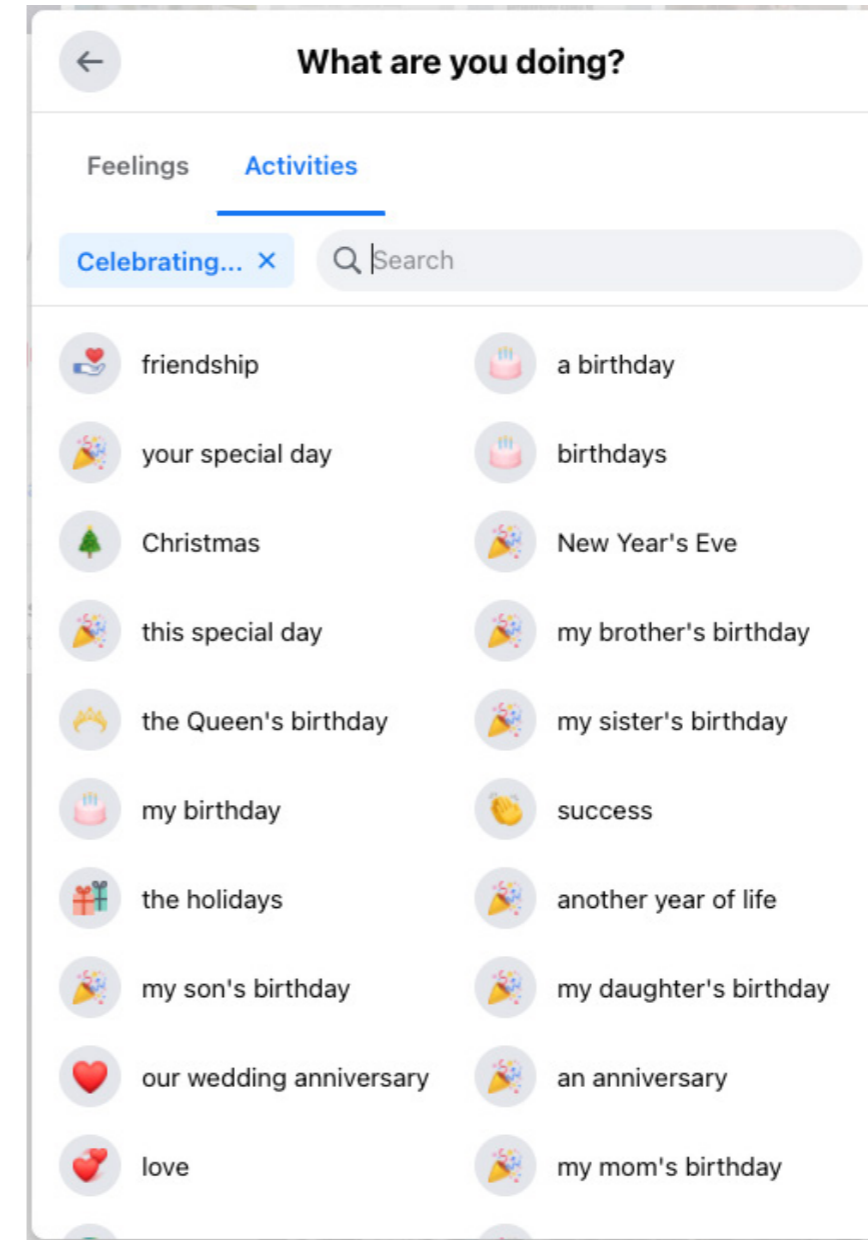 What are you doing?
Feelings Activities
Celebrating... × Search
friendship a birthday
your special day birthdays
Christmas New Year's Eve
this special day my brother's birthday
the Queen's birthday my sister's birthday
my birthday success
the holidays another year of life
my son's birthday my daughter's birthday
our wedding anniversary an anniversary
love my mom's birthday